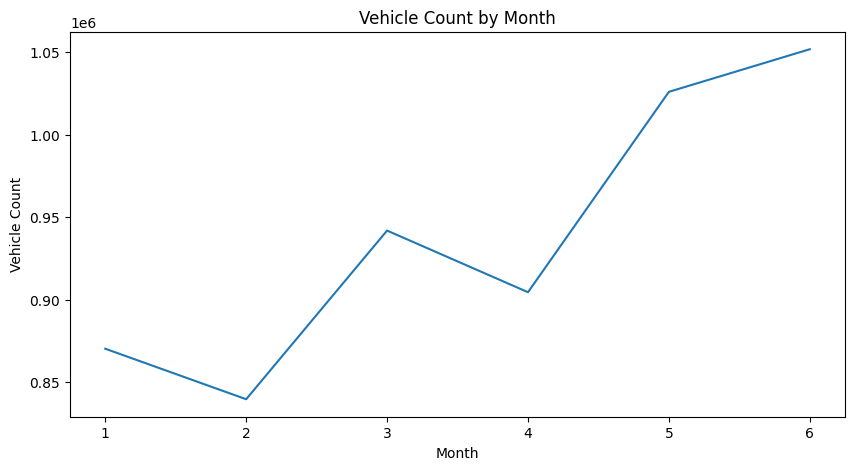 Vehicle Count by Month
1e6
1.05
1.00
0.95
0.90
0.85
Vehicle Count
1 2 3 4 5 6
Month